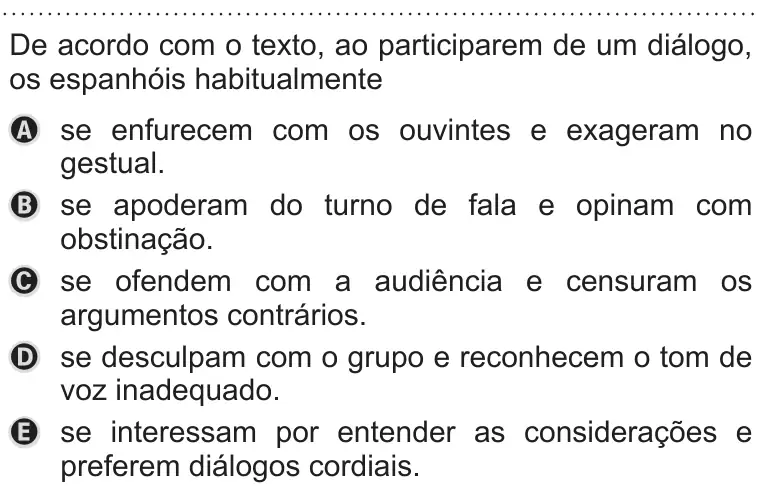 De acordo com o texto, ao participarem de um diálogo,
os espanhóis habitualmente
A se enfurecem com os ouvintes e exageram no
gestual.
B se apoderam do turno de fala e opinam com
obstinação.
C se ofendem com a audiência e censuram os
argumentos contrários.
D se desculpam com o grupo e reconhecem o tom de
voz inadequado.
E se interessam por entender as considerações e
preferem diálogos cordiais.